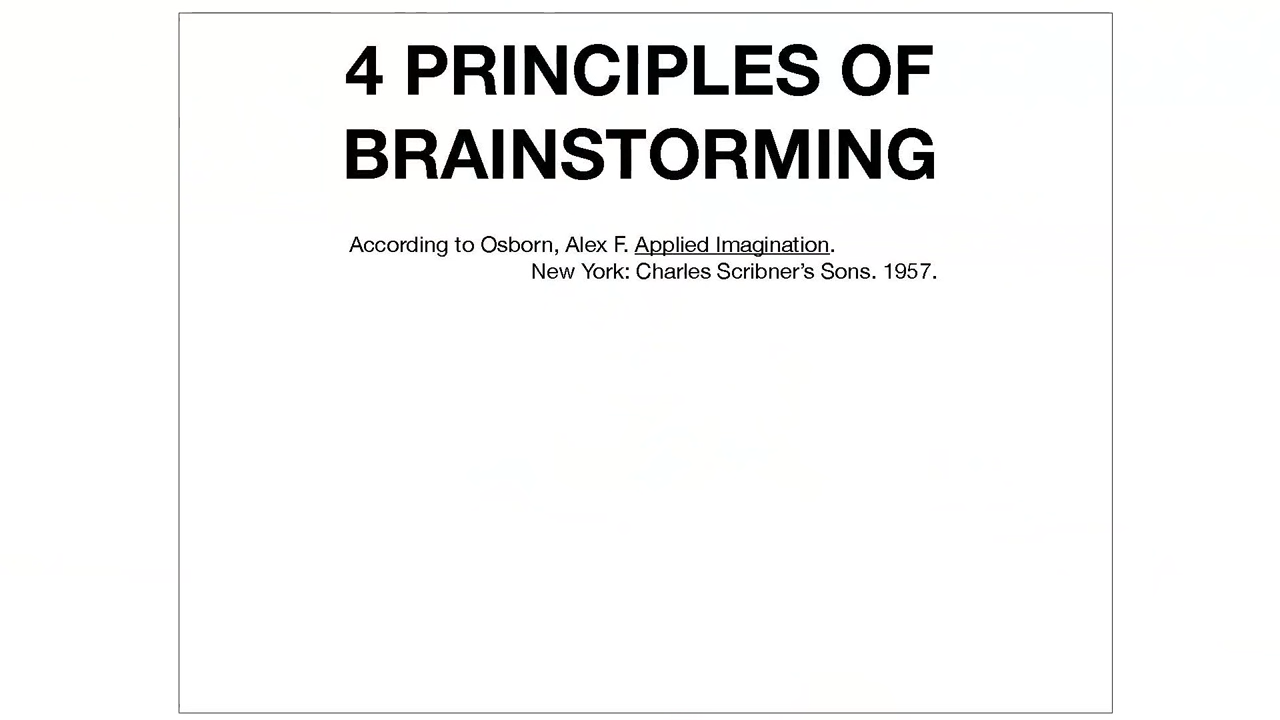 4 PRINCIPLES OF
BRAINSTORMING
According to Osborn, Alex F. Applied Imagination.
New York: Charles Scribner’s Sons. 1957.